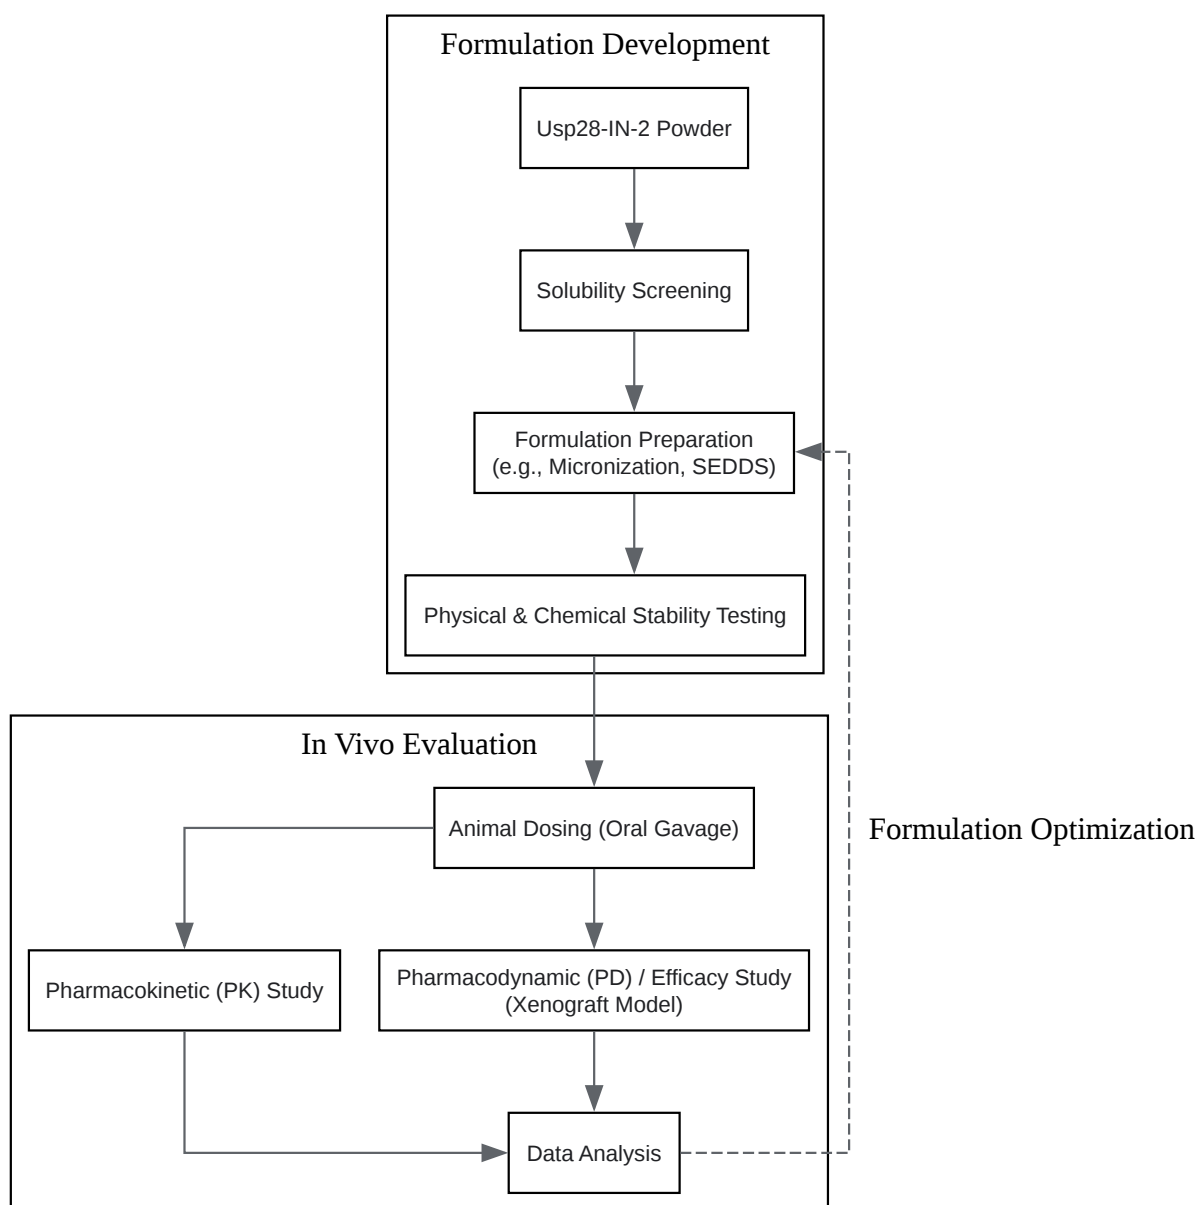 Formulation Development
Usp28-IN-2 Powder
Solubility Screening
Formulation Preparation
(e.g., Micronization, SEDDS)
Physical & Chemical Stability Testing
In Vivo Evaluation
Animal Dosing (Oral Gavage)
Formulation Optimization
Pharmacokinetic (PK) Study
Pharmacodynamic (PD) / Efficacy Study
(Xenograft Model)
Data Analysis